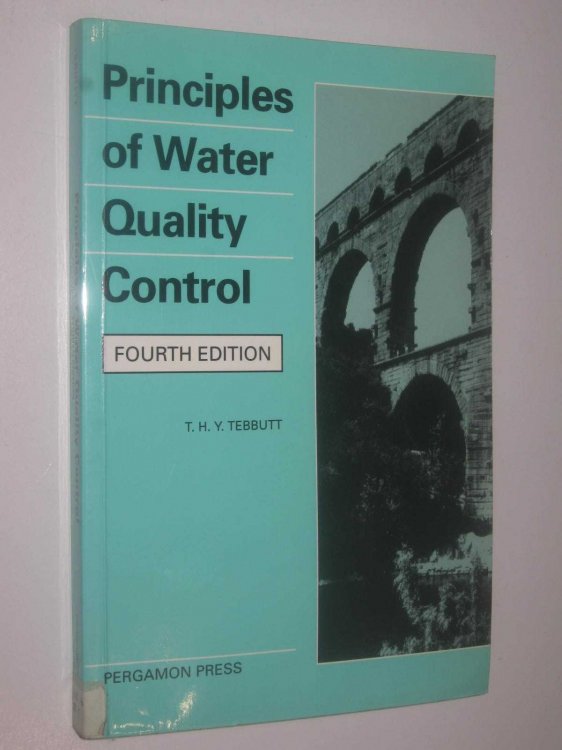 Principles
of Water
Quality
Control
FOURTH EDITION
T. H. Y. TEBBUTT
PERGAMON PRESS